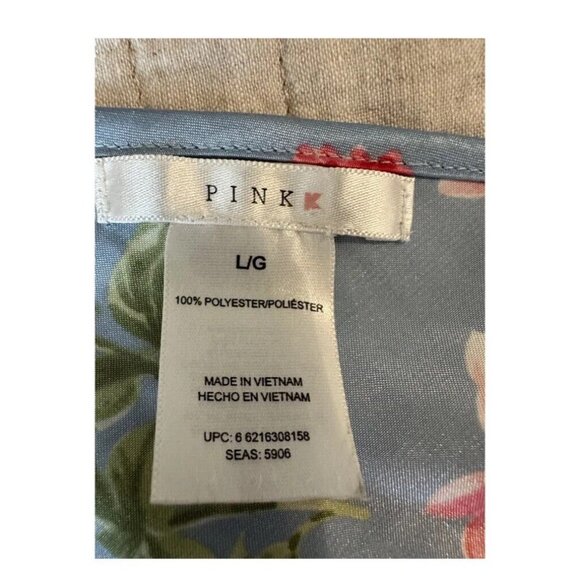 PINK K
L/G
100% POLYESTER/POLIÉSTER
MADE IN VIETNAM
HECHO EN VIETNAM
UPC: 6 6216308158
SEAS: 5906